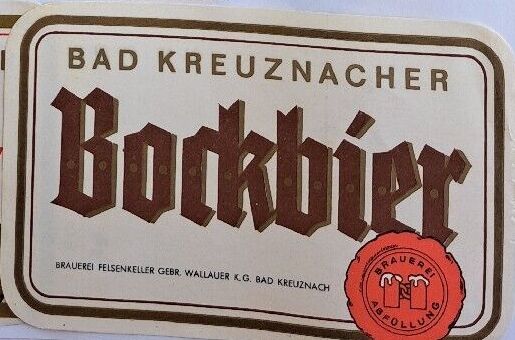 BAD KREUZNACHER
Bockbier
BRAUEREI FELSENKELLER GEBR. WALLAUER K.G. BAD KREUZNACH
BRAUEREI
ABFÜLLUNG